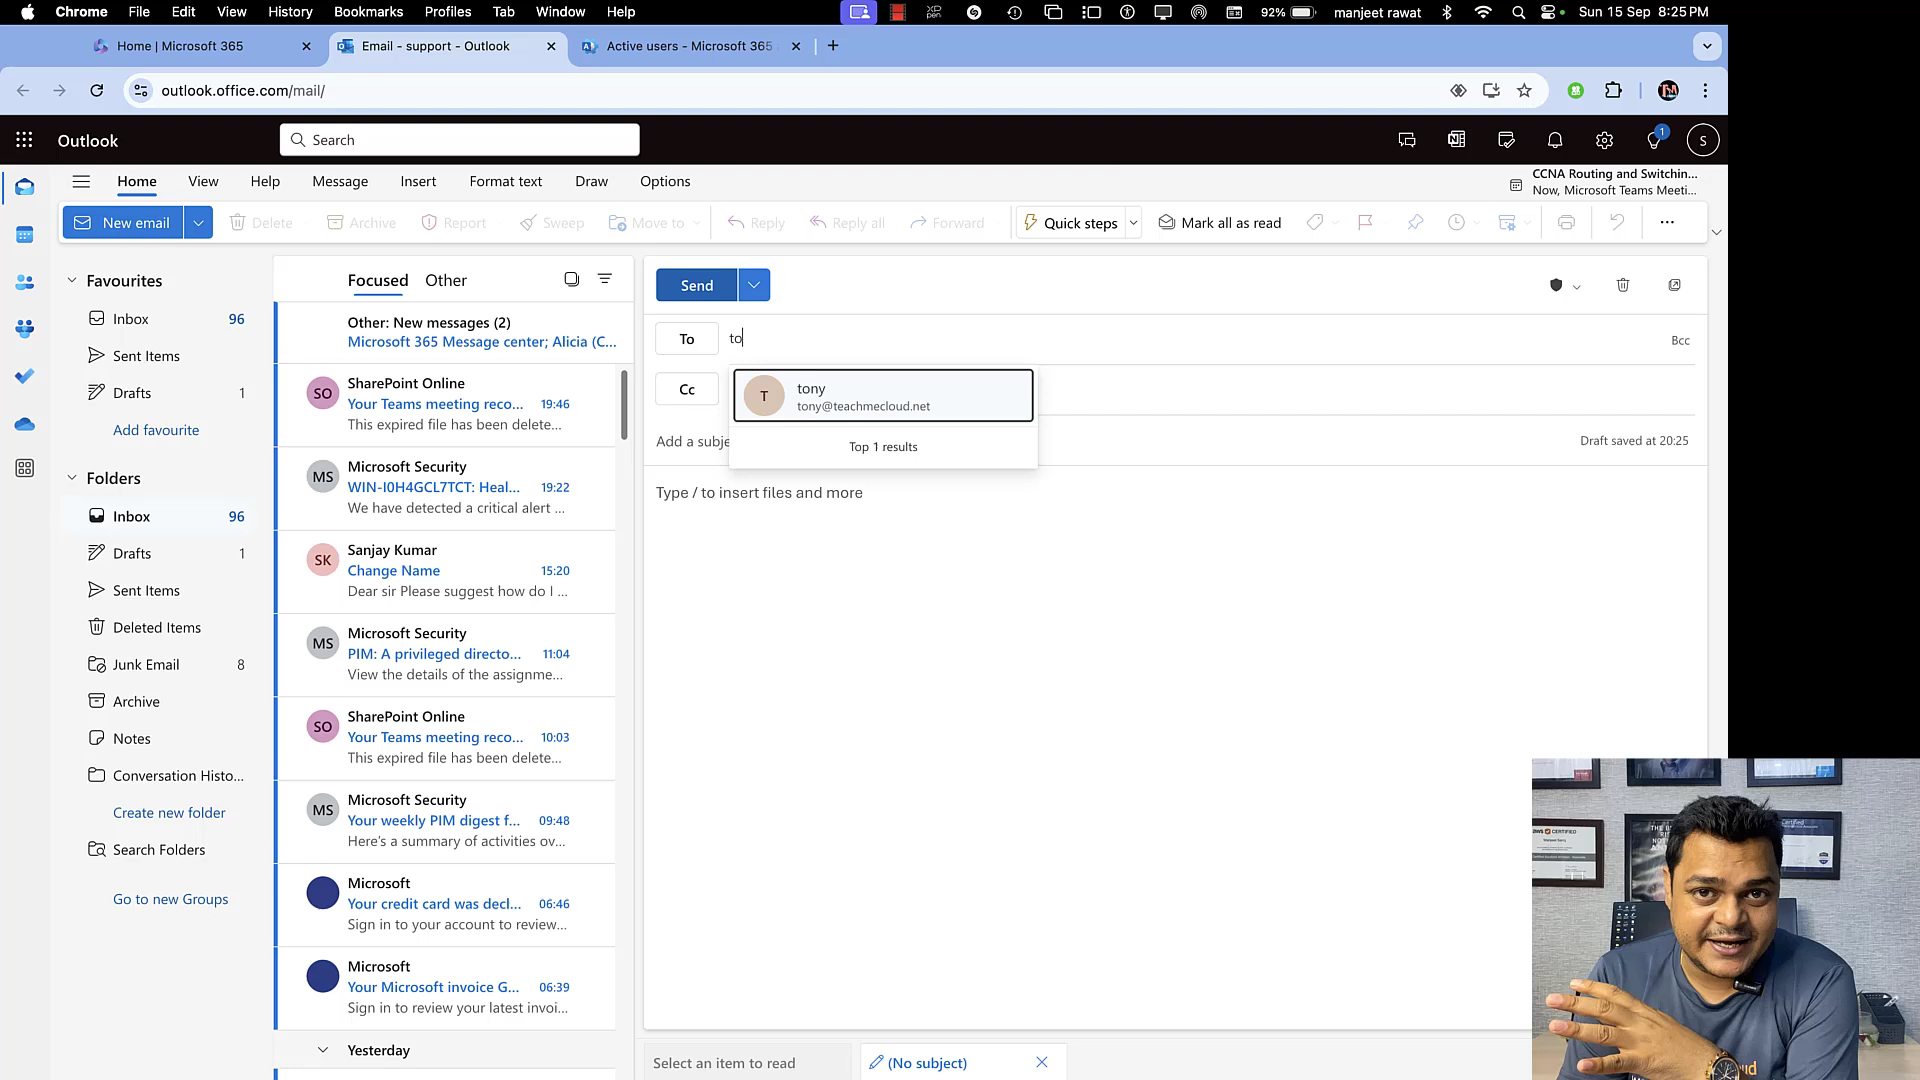 Chrome File Edit View History Bookmarks Profiles Tab Window Help
92% manjeet rawat Sun 15 Sep 8:25 PM
Home | Microsoft 365
Email - support - Outlook
Active users - Microsoft 365
outlook.office.com/mail/
Outlook
Search
1
S
Home View Help Message Insert Format text Draw Options
CCNA Routing and Switchin...
Now, Microsoft Teams Meeti...
New email Delete Archive Report Sweep Move to Reply Reply all Forward Quick steps Mark all as read
Favourites
Inbox 96
Sent Items
Drafts 1
Add favourite
Folders
Inbox 96
Drafts 1
Sent Items
Deleted Items
Junk Email 8
Archive
Notes
Conversation Histo...
Create new folder
Search Folders
Go to new Groups
Focused Other
Other: New messages (2)
Microsoft 365 Message center; Alicia (C...
SO
SharePoint Online
Your Teams meeting reco... 19:46
This expired file has been delete...
MS
Microsoft Security
WIN-I0H4GCL7TCT: Heal... 19:22
We have detected a critical alert ...
SK
Sanjay Kumar
Change Name 15:20
Dear sir Please suggest how do I ...
MS
Microsoft Security
PIM: A privileged directo... 11:04
View the details of the assignme...
SO
SharePoint Online
Your Teams meeting reco... 10:03
This expired file has been delete...
MS
Microsoft Security
Your weekly PIM digest f... 09:48
Here's a summary of activities ov...
Microsoft
Your credit card was decl... 06:46
Sign in to your account to review...
Microsoft
Your Microsoft invoice G... 06:39
Sign in to review your latest invoi...
Yesterday
Send
To to Bcc
Cc
T
tony
tony@teachmecloud.net
Top 1 results
Add a subje
Draft saved at 20:25
Type / to insert files and more
Select an item to read
(No subject)